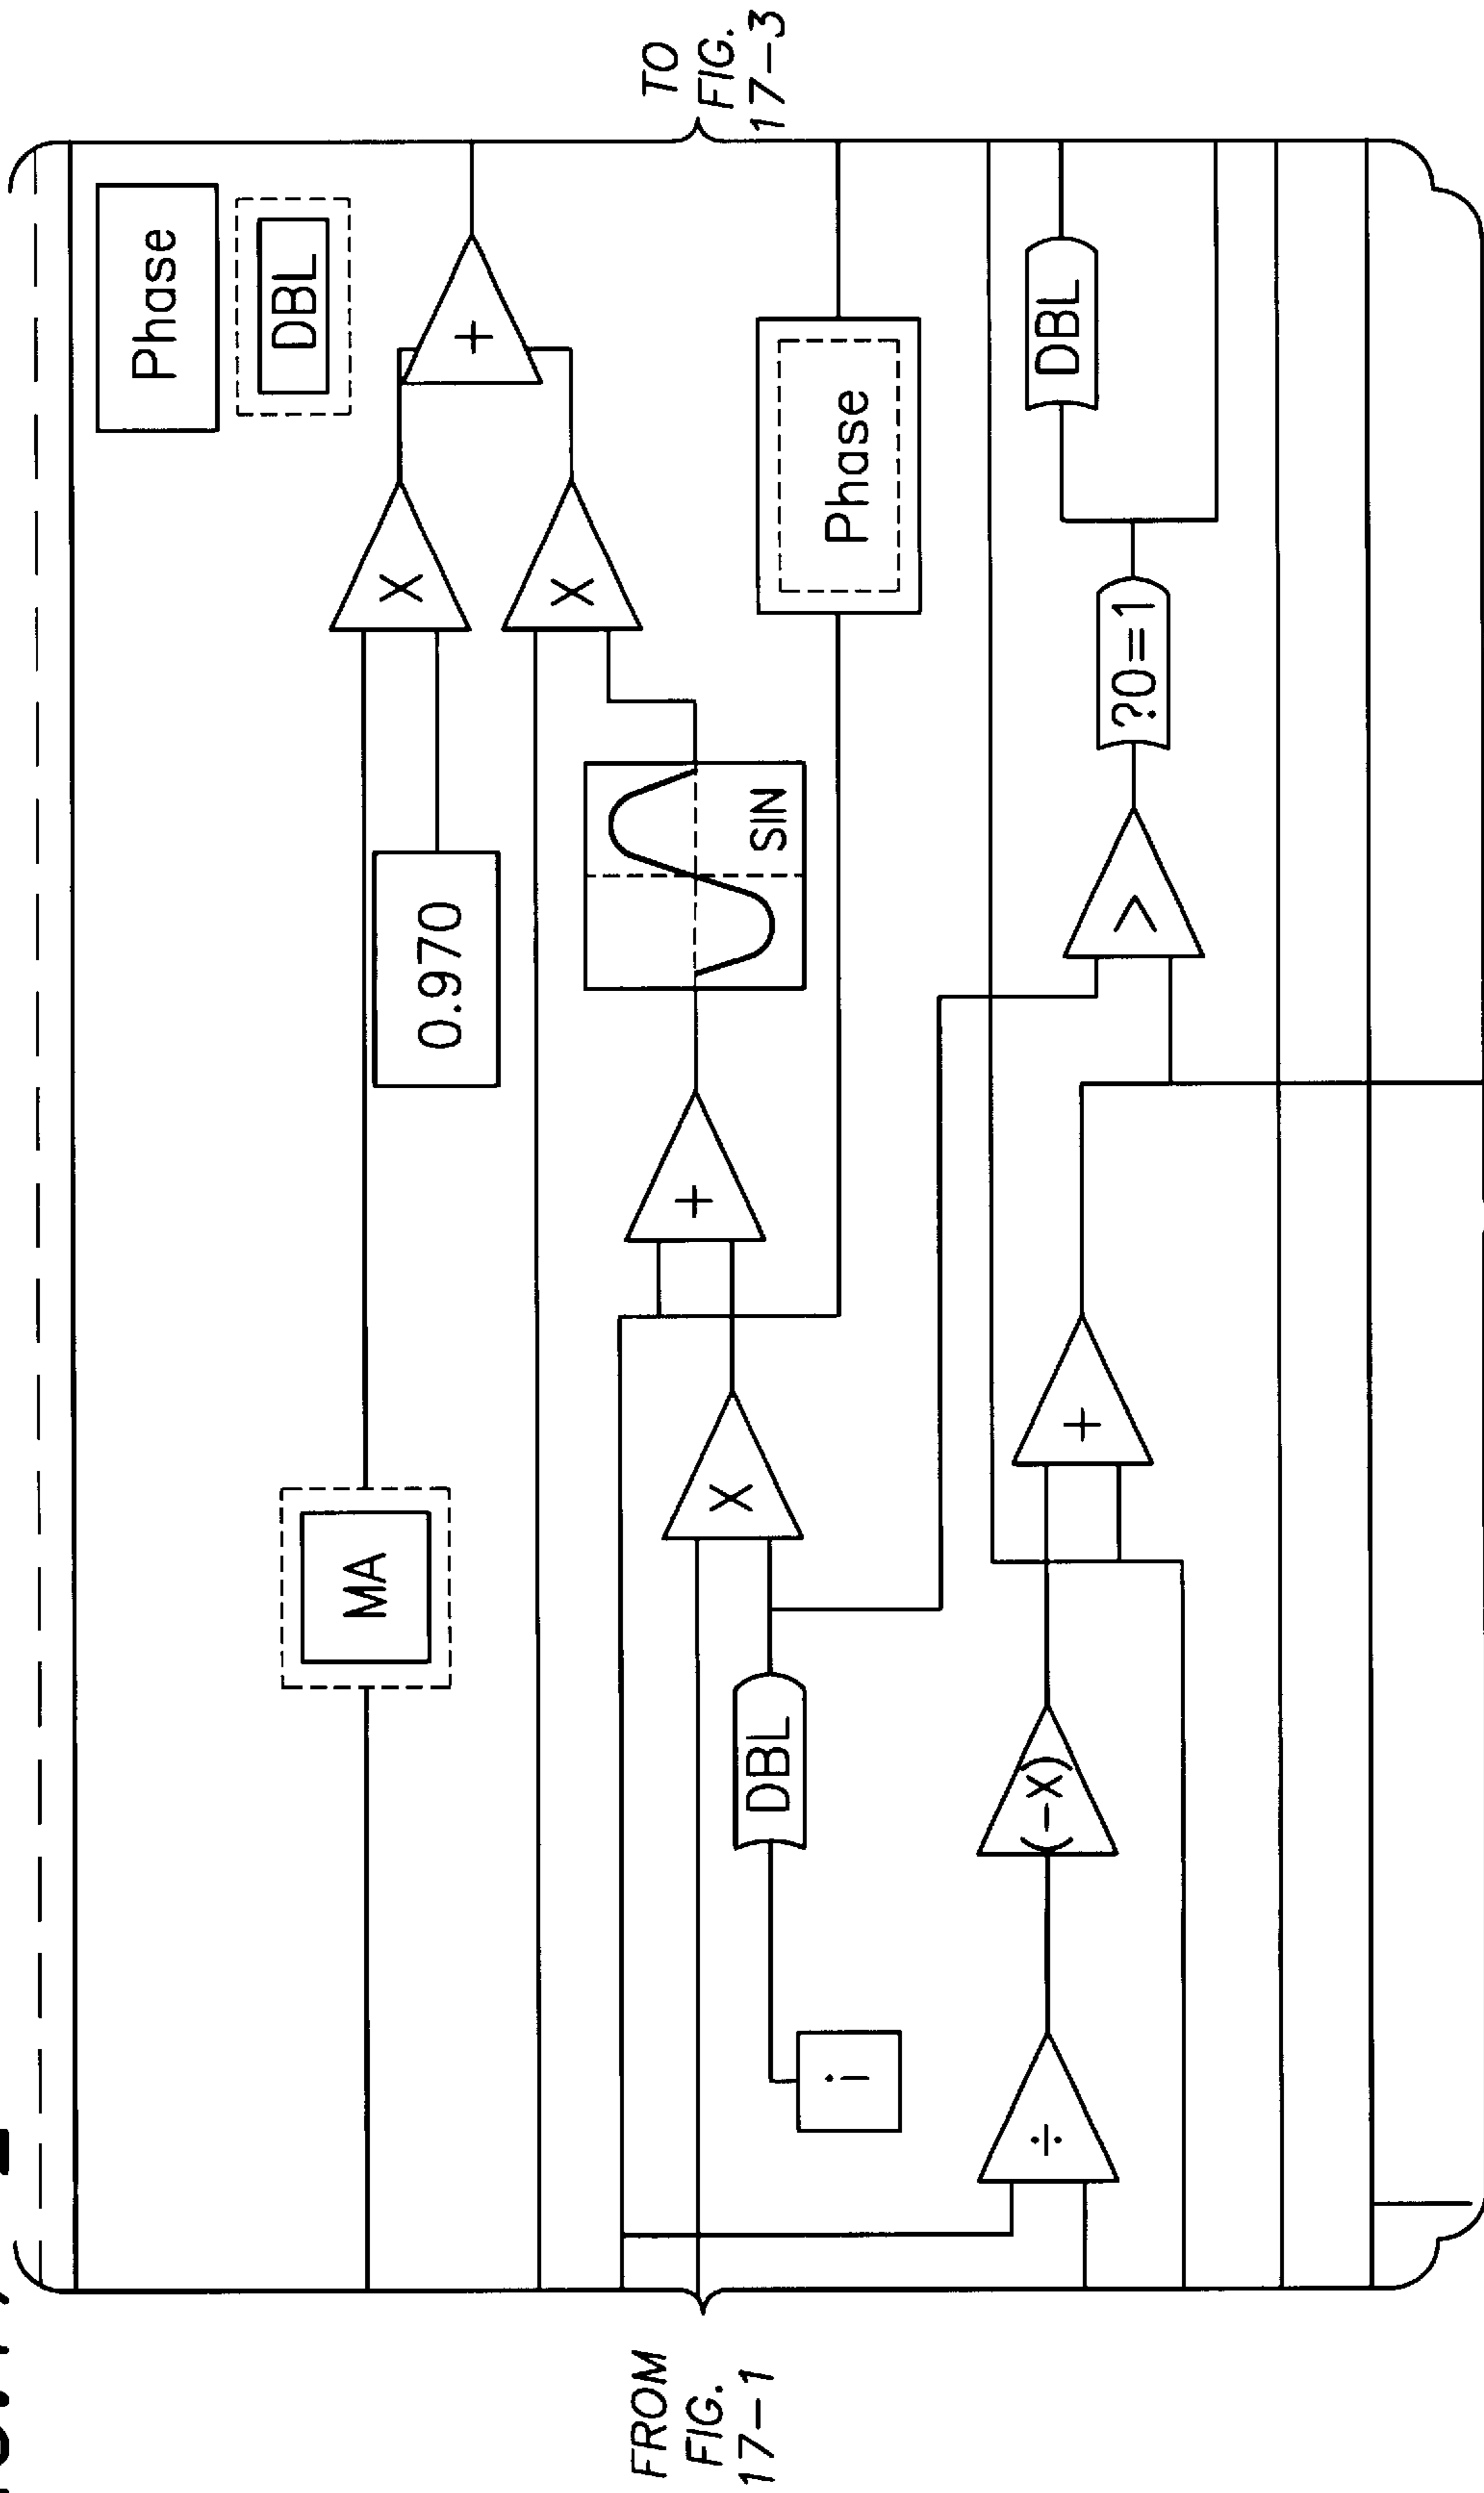 FROM
FIG.
17-1
MA
Phase
DBL
0.970
X
+
X
SIN
+
X
DBL
i
Phase
÷
(-x)
+
>
?0=1
DBL
TO
FIG.
17-3